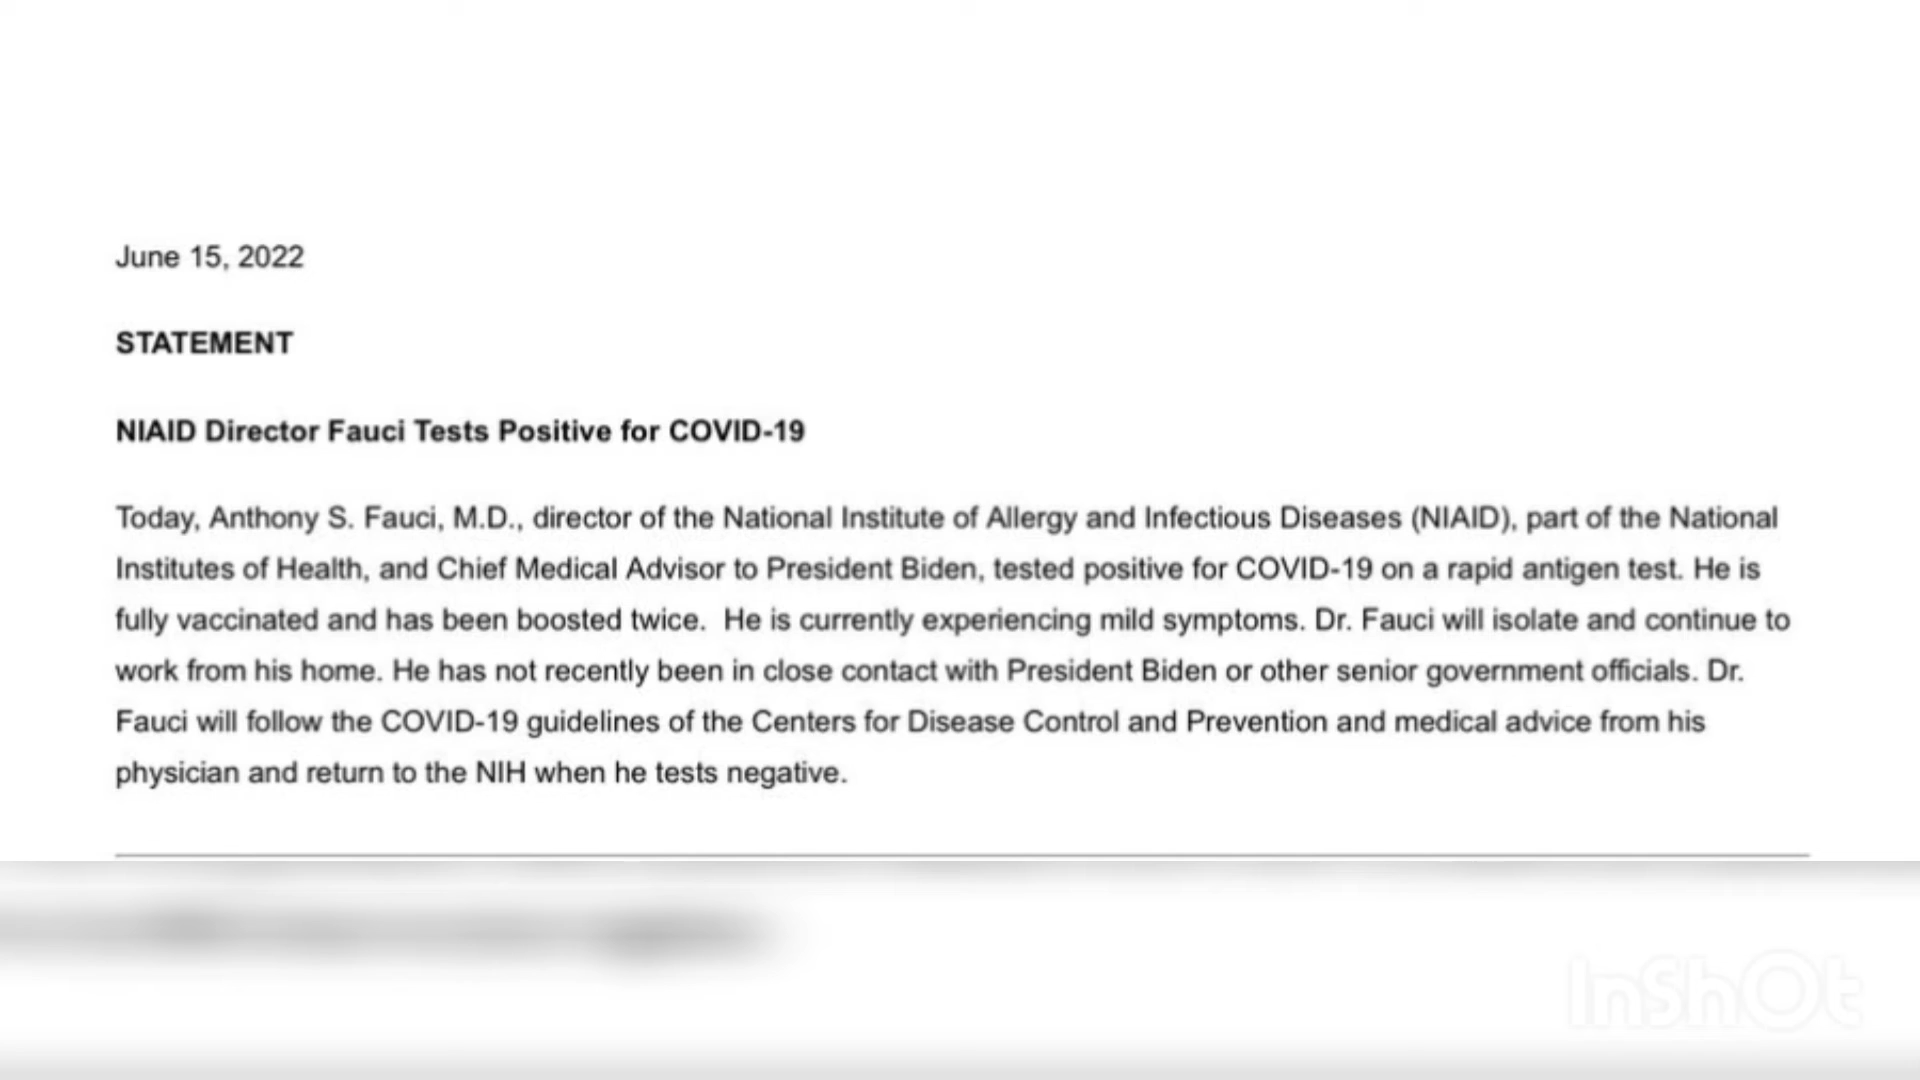 June 15, 2022
STATEMENT
NIAID Director Fauci Tests Positive for COVID-19
Today, Anthony S. Fauci, M.D., director of the National Institute of Allergy and Infectious Diseases (NIAID), part of the National
Institutes of Health, and Chief Medical Advisor to President Biden, tested positive for COVID-19 on a rapid antigen test. He is
fully vaccinated and has been boosted twice.  He is currently experiencing mild symptoms. Dr. Fauci will isolate and continue to
work from his home. He has not recently been in close contact with President Biden or other senior government officials. Dr.
Fauci will follow the COVID-19 guidelines of the Centers for Disease Control and Prevention and medical advice from his
physician and return to the NIH when he tests negative.
InShOt